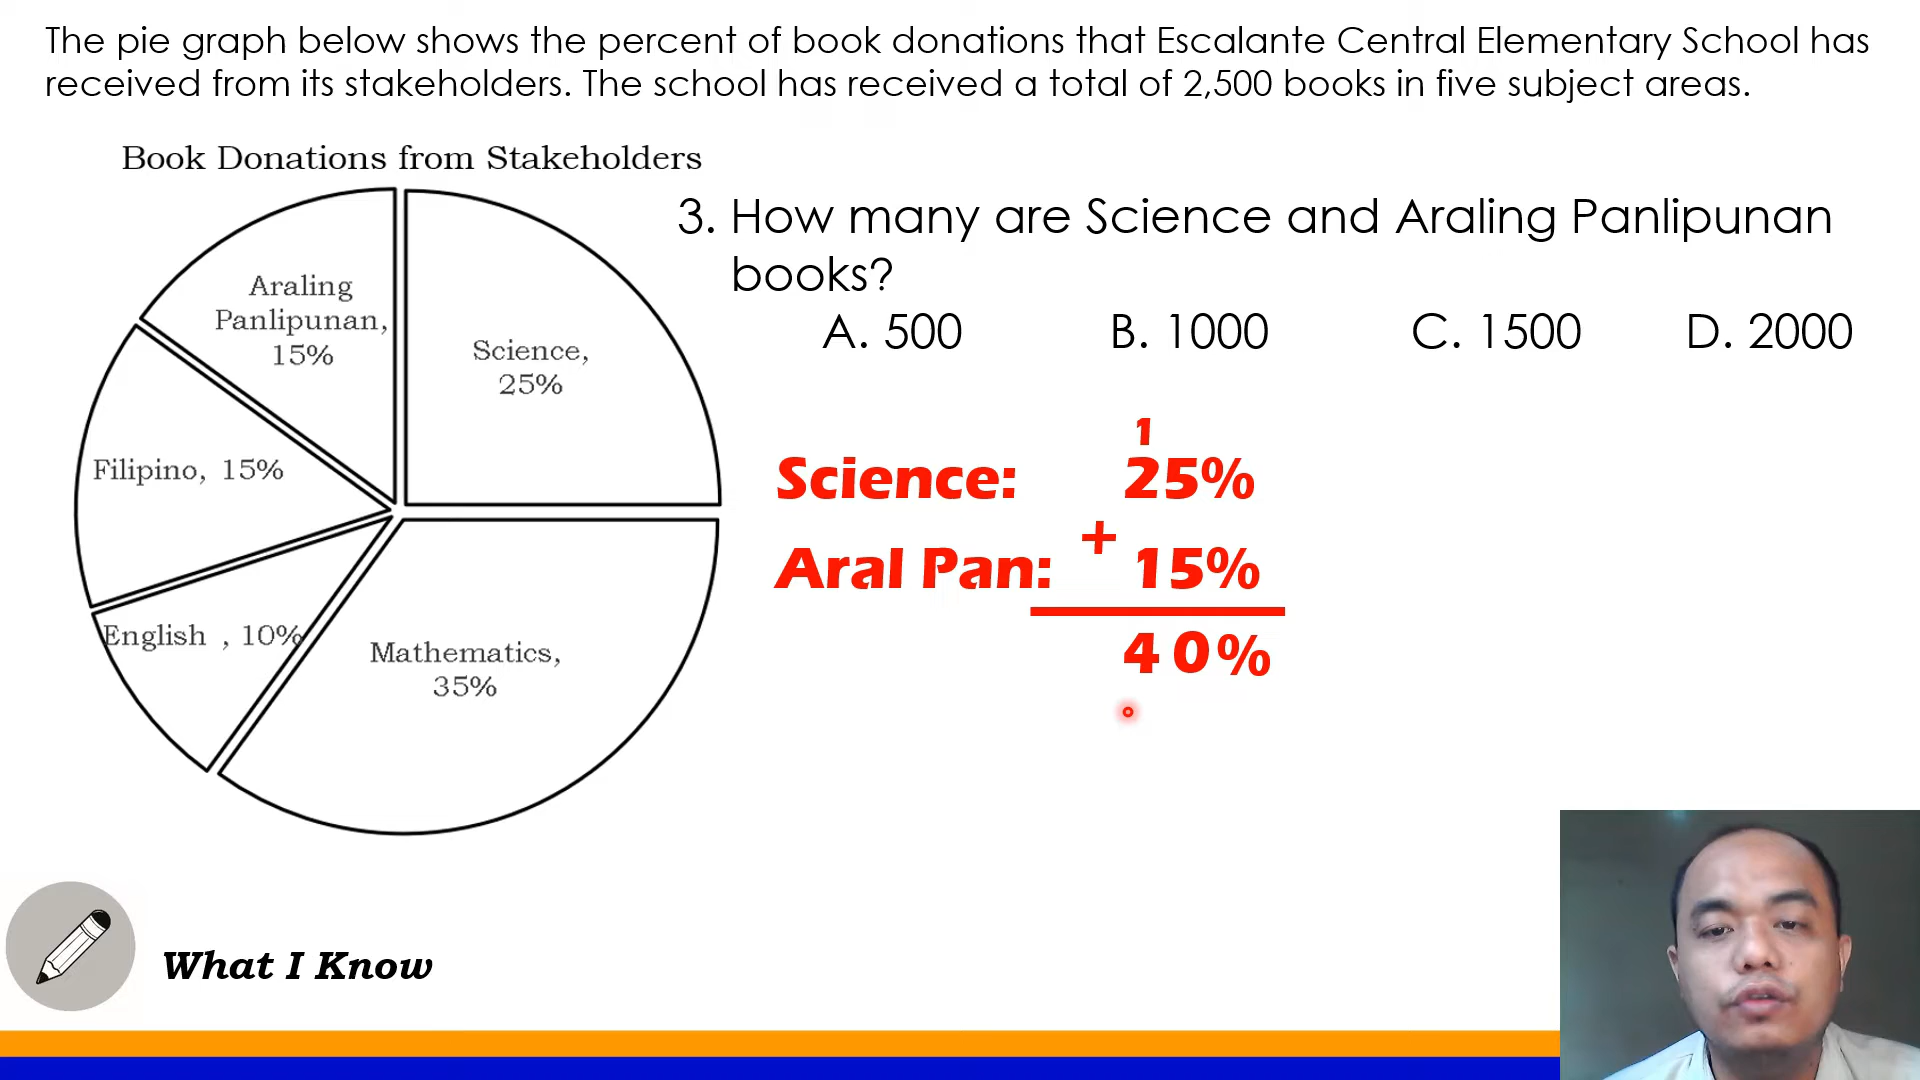 The pie graph below shows the percent of book donations that Escalante Central Elementary School has
received from its stakeholders. The school has received a total of 2,500 books in five subject areas.
Book Donations from Stakeholders
Araling
Panlipunan,
15%
Science,
25%
Filipino, 15%
English , 10%
Mathematics,
35%
3. How many are Science and Araling Panlipunan
books?
A. 500 B. 1000 C. 1500 D. 2000
1
Science: 25%
+
Aral Pan: 15%
40%
What I Know